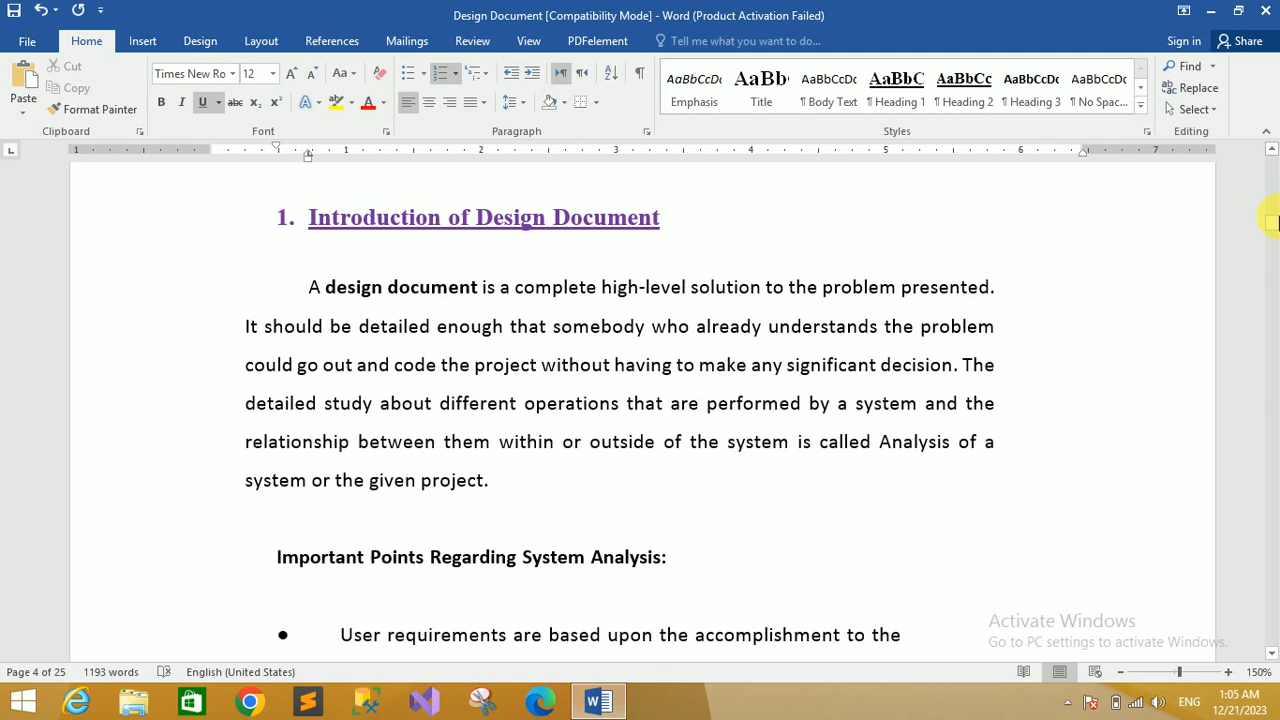 Design Document [Compatibility Mode] - Word (Product Activation Failed)
File Home Insert Design Layout References Mailings Review View PDFelement Tell me what you want to do... Sign in Share
Paste
Cut
Copy
Format Painter
Clipboard
Times New Ro 12
Font
Paragraph
AaBbCcDc AaBb AaBbCcDc AaBbC AaBbCc AaBbCcDc AaBbCcDc
Emphasis Title ¶ Body Text ¶ Heading 1 ¶ Heading 2 ¶ Heading 3 ¶ No Spac...
Styles
Find
Replace
Select
Editing
1 1 2 3 4 5 6 7
1. Introduction of Design Document
A design document is a complete high-level solution to the problem presented.
It should be detailed enough that somebody who already understands the problem
could go out and code the project without having to make any significant decision. The
detailed study about different operations that are performed by a system and the
relationship between them within or outside of the system is called Analysis of a
system or the given project.
Important Points Regarding System Analysis:
● User requirements are based upon the accomplishment to the
Activate Windows
Go to PC settings to activate Windows.
Page 4 of 25 1193 words English (United States) 150%
ENG
1:05 AM
12/21/2023